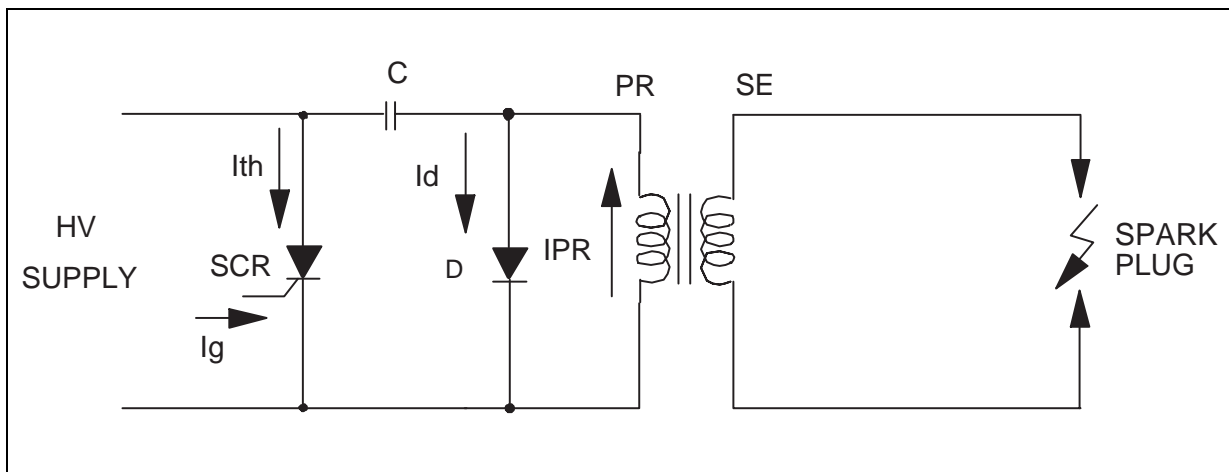 C
PR
SE
Ith
Id
HV
SUPPLY
SCR
D
IPR
SPARK
PLUG
Ig